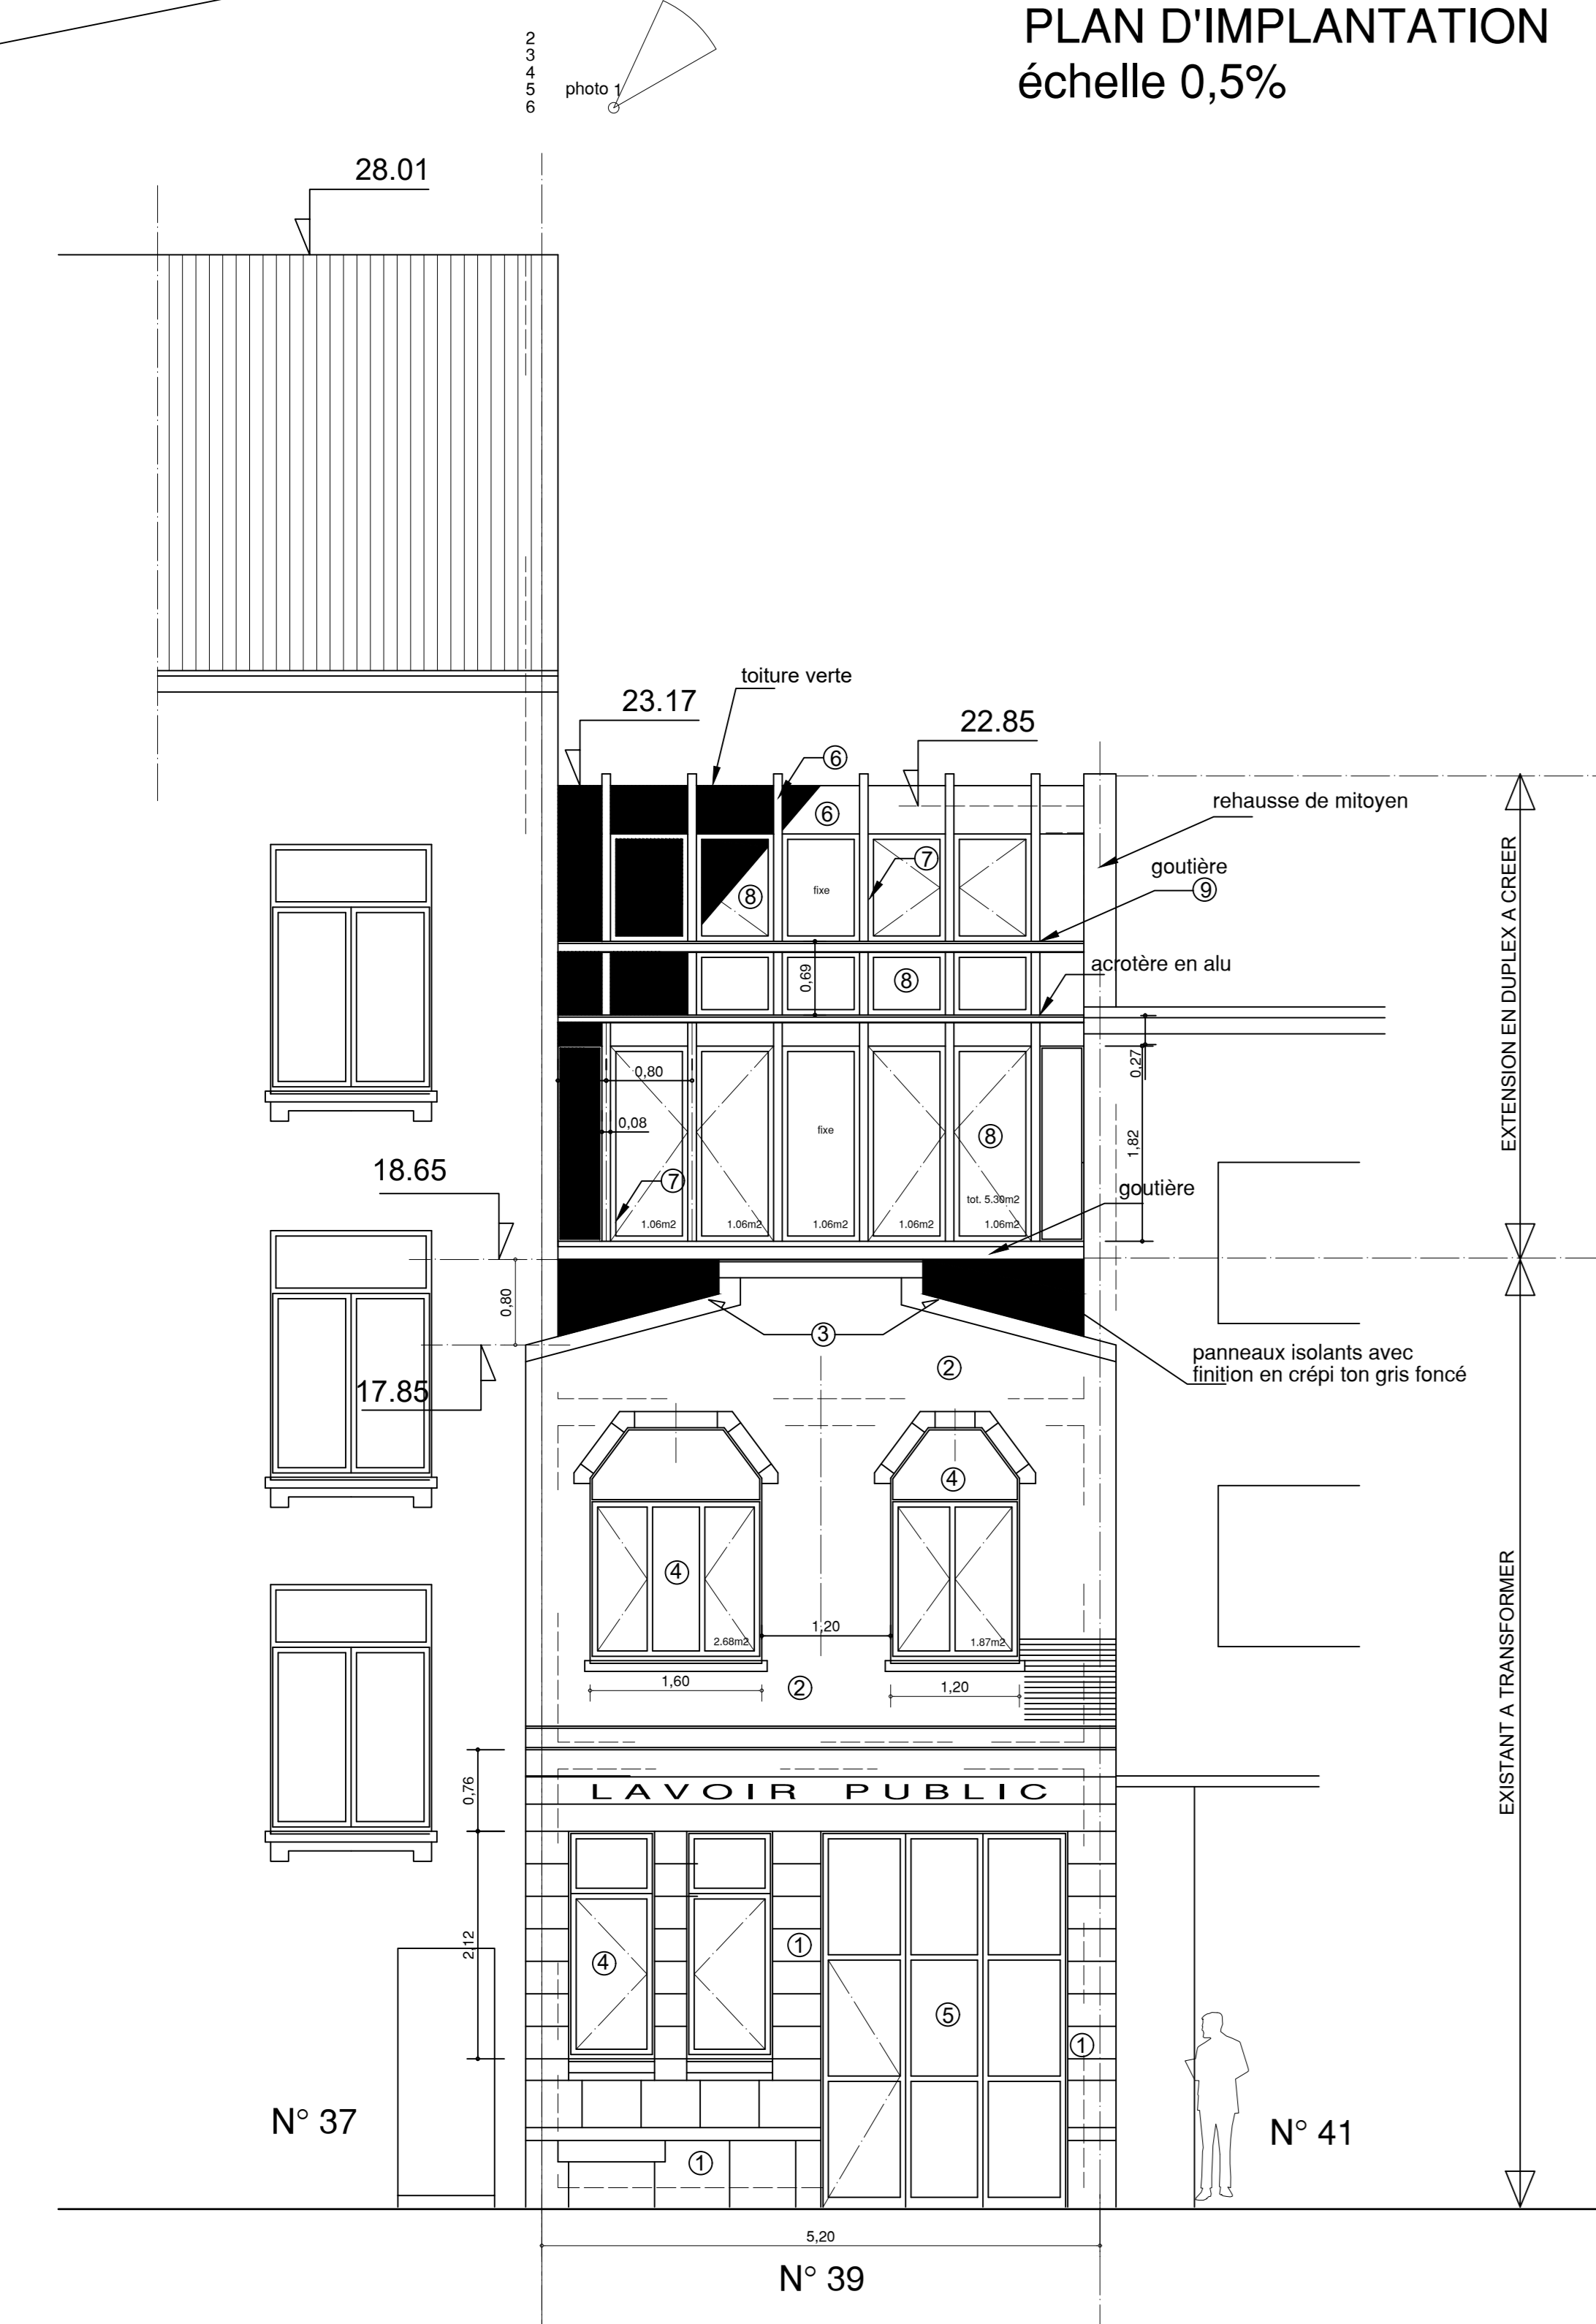 PLAN D'IMPLANTATION
échelle 0,5%
2
3
4
5
6
photo 1
28.01
toiture verte
23.17
22.85
6
6
rehausse de mitoyen
7
goutière
9
8
fixe
acrotère en alu
0,69
8
EXTENSION EN DUPLEX A CREER
0,27
0,80
0,08
fixe
8
1,82
7
18.65
goutière
tot. 5.30m2
1.06m2
1.06m2
1.06m2
1.06m2
1.06m2
0,80
3
2
panneaux isolants avec
finition en crépi ton gris foncé
17.85
4
4
1,20
2.68m2
1.87m2
1,60
2
1,20
EXISTANT A TRANSFORMER
0,76
LAVOIR PUBLIC
2,12
1
4
5
1
N° 37
N° 41
1
5,20
N° 39